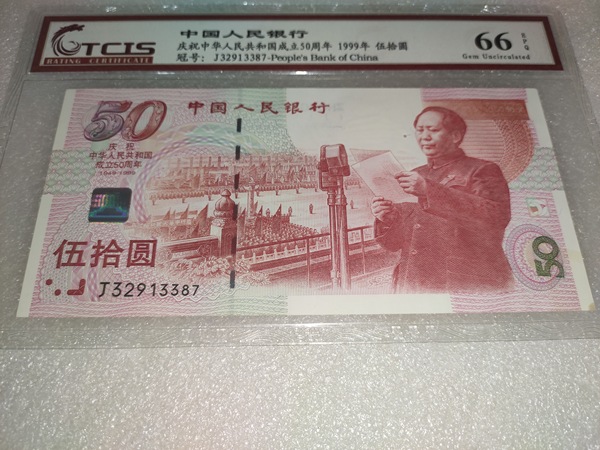 TCIS
RATING CERTIFICATE
中国人民银行
庆祝中华人民共和国成立50周年 1999年 伍拾圆
冠号: J32913387-People's Bank of China
66 EPQ
Gem Uncirculated
50
中国人民银行
庆祝
中华人民共和国
成立50周年
1949-1999
伍拾圆
J32913387
50